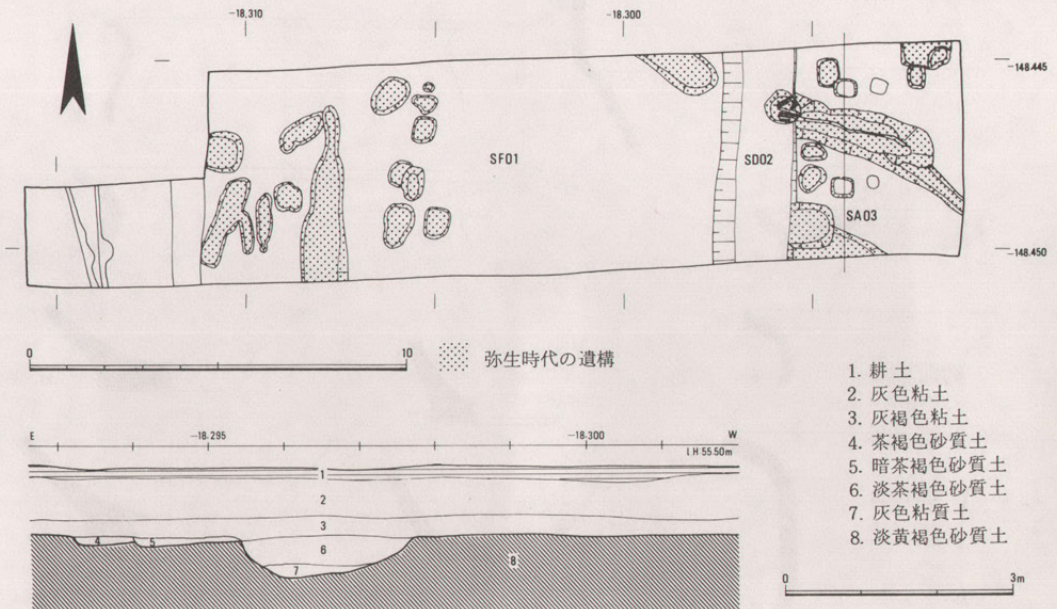 -18.310
-18.300
-148.445
SF01
SD02
SA03
-148.450
0 10
弥生時代の遺構
1. 耕土
2. 灰色粘土
3. 灰褐色粘土
4. 茶褐色砂質土
5. 暗茶褐色砂質土
6. 淡茶褐色砂質土
7. 灰色粘質土
8. 淡黄褐色砂質土
E -18.295 -18.300 W
LH 55.50m
1
2
3
4 5
6
7
8
0 3m